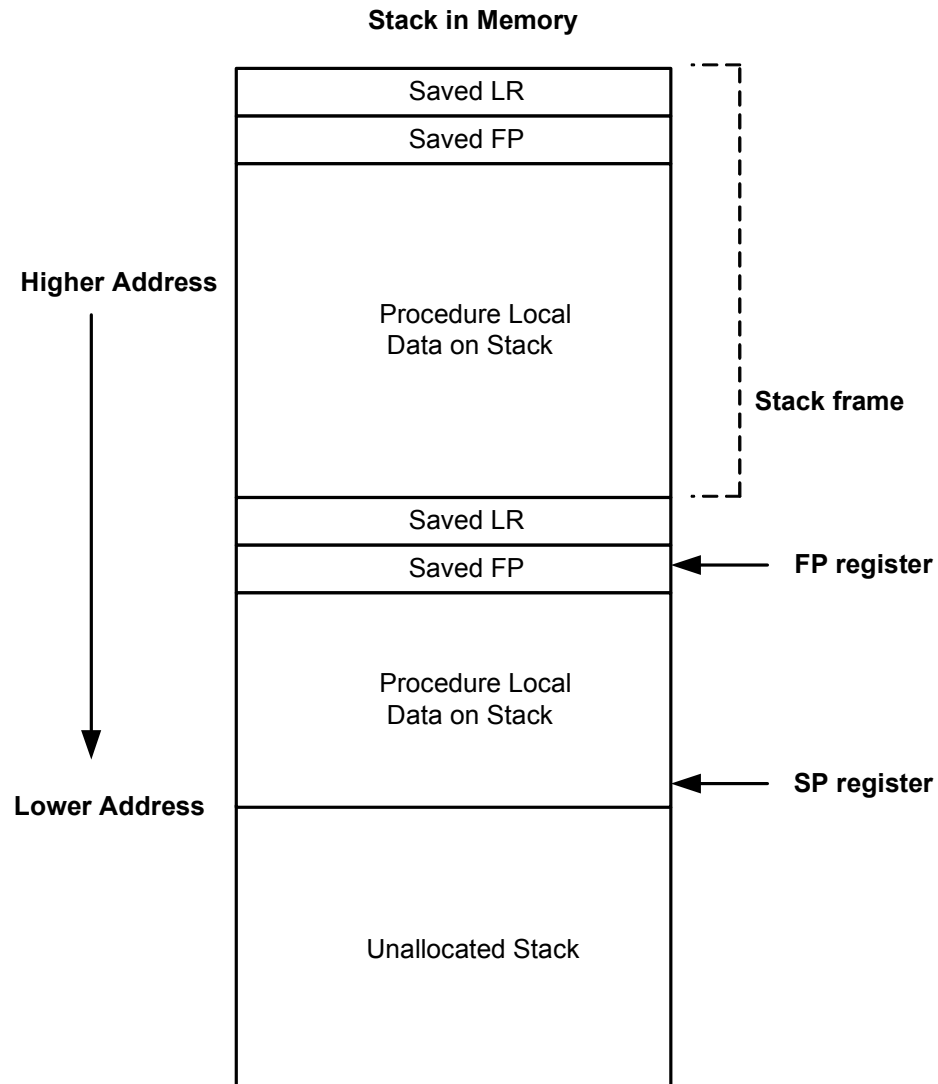 Stack in Memory
Saved LR
Saved FP
Higher Address
Procedure Local
Data on Stack
Stack frame
Saved LR
Saved FP
FP register
Procedure Local
Data on Stack
SP register
Lower Address
Unallocated Stack